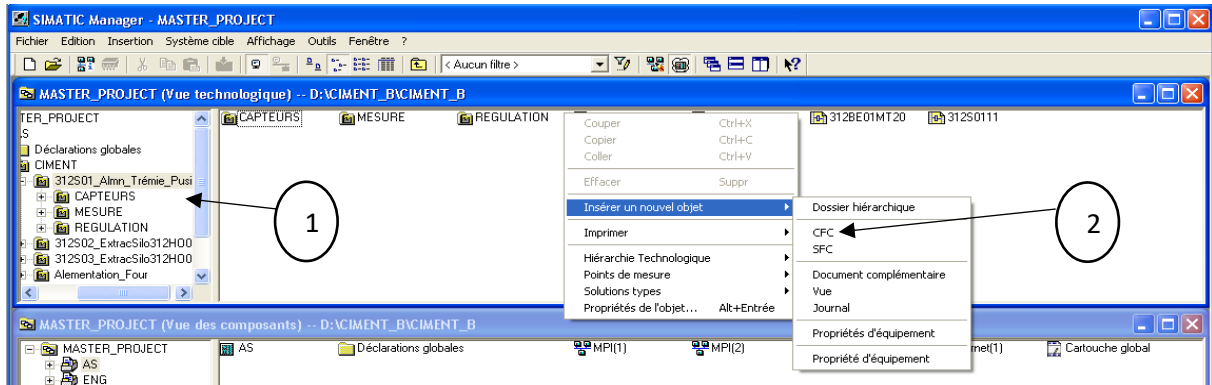 SIMATIC Manager - MASTER_PROJECT
Fichier Edition Insertion Système cible Affichage Outils Fenêtre ?
< Aucun filtre >
MASTER_PROJECT (Vue technologique) -- D:\CIMENT_B\CIMENT_B
TER_PROJECT
.S
Déclarations globales
CIMENT
312S01_Almn_Trémie_Pusi
CAPTEURS
MESURE
REGULATION
312S02_ExtracSilo312HO0
312S03_ExtracSilo312HO0
Alementation_Four
CAPTEURS MESURE REGULATION 312BE01MT20 312S0111
Couper Ctrl+X
Copier Ctrl+C
Coller Ctrl+V
Effacer Suppr
Insérer un nouvel objet
Imprimer
Hiérarchie Technologique
Points de mesure
Solutions types
Propriétés de l'objet... Alt+Entrée
Dossier hiérarchique
CFC
SFC
Document complémentaire
Vue
Journal
Propriétés d'équipement
Propriété d'équipement
1
2
MASTER_PROJECT (Vue des composants) -- D:\CIMENT_B\CIMENT_B
MASTER_PROJECT
AS
ENG
AS Déclarations globales MPI(1) MPI(2) net(1) Cartouche global